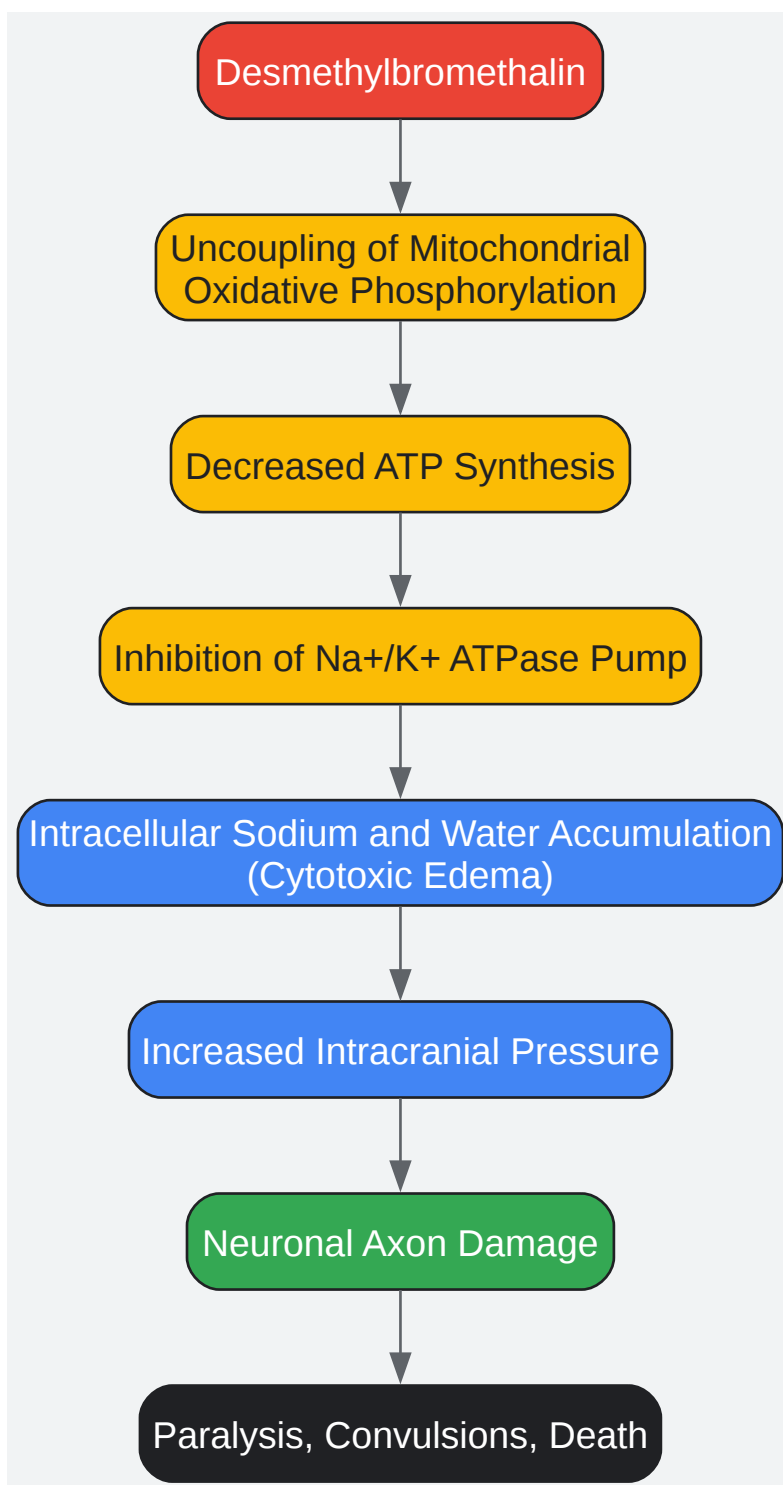 Desmethylbromethalin
Uncoupling of Mitochondrial
Oxidative Phosphorylation
Decreased ATP Synthesis
Inhibition of Na+/K+ ATPase Pump
Intracellular Sodium and Water Accumulation
(Cytotoxic Edema)
Increased Intracranial Pressure
Neuronal Axon Damage
Paralysis, Convulsions, Death